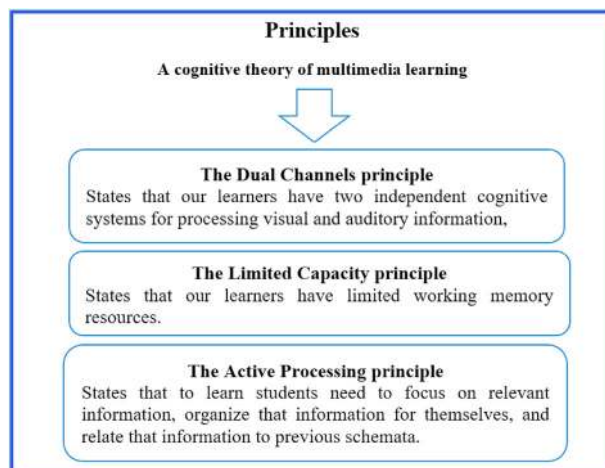 Principles
A cognitive theory of multimedia learning
The Dual Channels principle
States that our learners have two independent cognitive
systems for processing visual and auditory information,
The Limited Capacity principle
States that our learners have limited working memory
resources.
The Active Processing principle
States that to learn students need to focus on relevant
information, organize that information for themselves, and
relate that information to previous schemata.